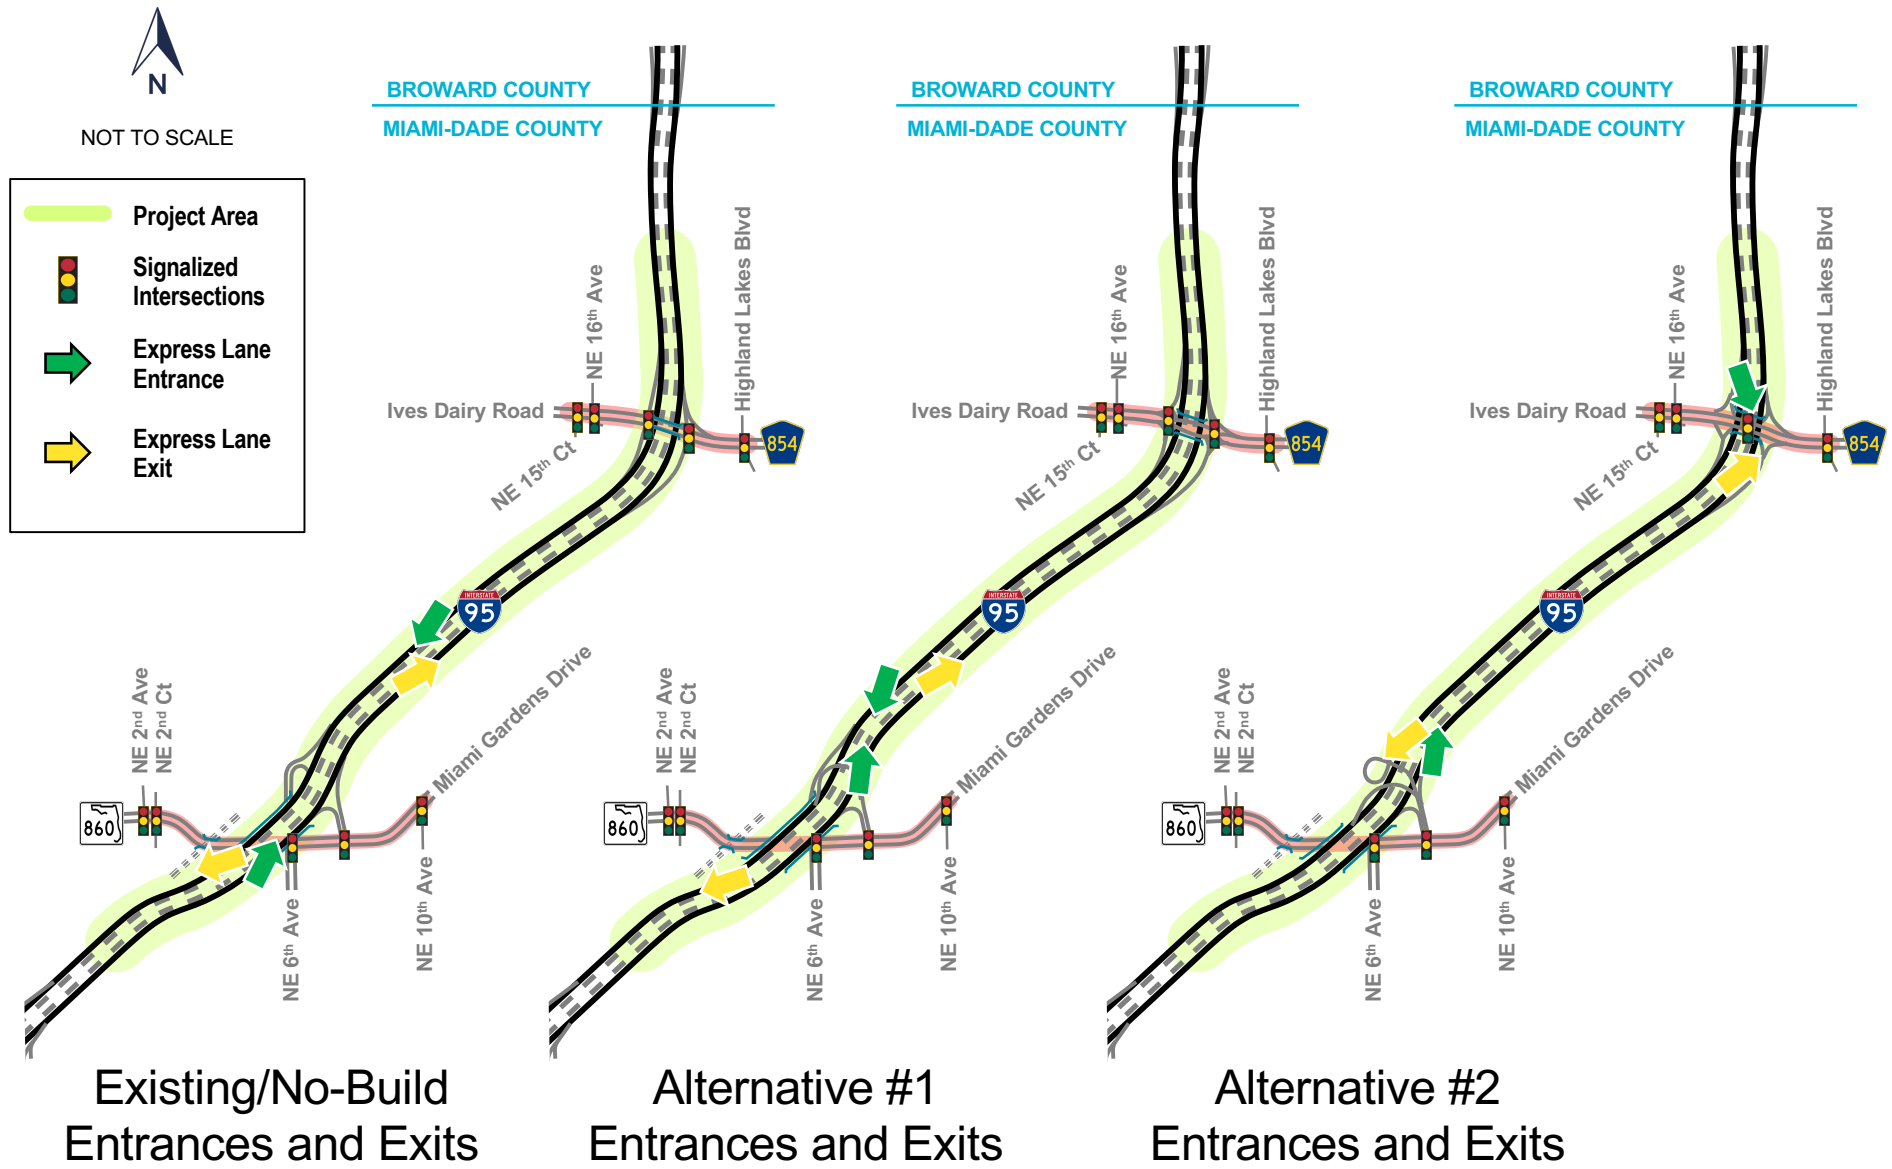 N
NOT TO SCALE
Project Area
Signalized
Intersections
Express Lane
Entrance
Express Lane
Exit
BROWARD COUNTY
MIAMI-DADE COUNTY
NE 16th Ave
Highland Lakes Blvd
Ives Dairy Road
854
NE 15th Ct
INTERSTATE
95
Miami Gardens Drive
NE 2nd Ave
NE 2nd Ct
860
NE 6th Ave
NE 10th Ave
Existing/No-Build
Entrances and Exits
BROWARD COUNTY
MIAMI-DADE COUNTY
NE 16th Ave
Highland Lakes Blvd
Ives Dairy Road
854
NE 15th Ct
INTERSTATE
95
Miami Gardens Drive
NE 2nd Ave
NE 2nd Ct
860
NE 6th Ave
NE 10th Ave
Alternative #1
Entrances and Exits
BROWARD COUNTY
MIAMI-DADE COUNTY
NE 16th Ave
Highland Lakes Blvd
Ives Dairy Road
854
NE 15th Ct
INTERSTATE
95
Miami Gardens Drive
NE 2nd Ave
NE 2nd Ct
860
NE 6th Ave
NE 10th Ave
Alternative #2
Entrances and Exits